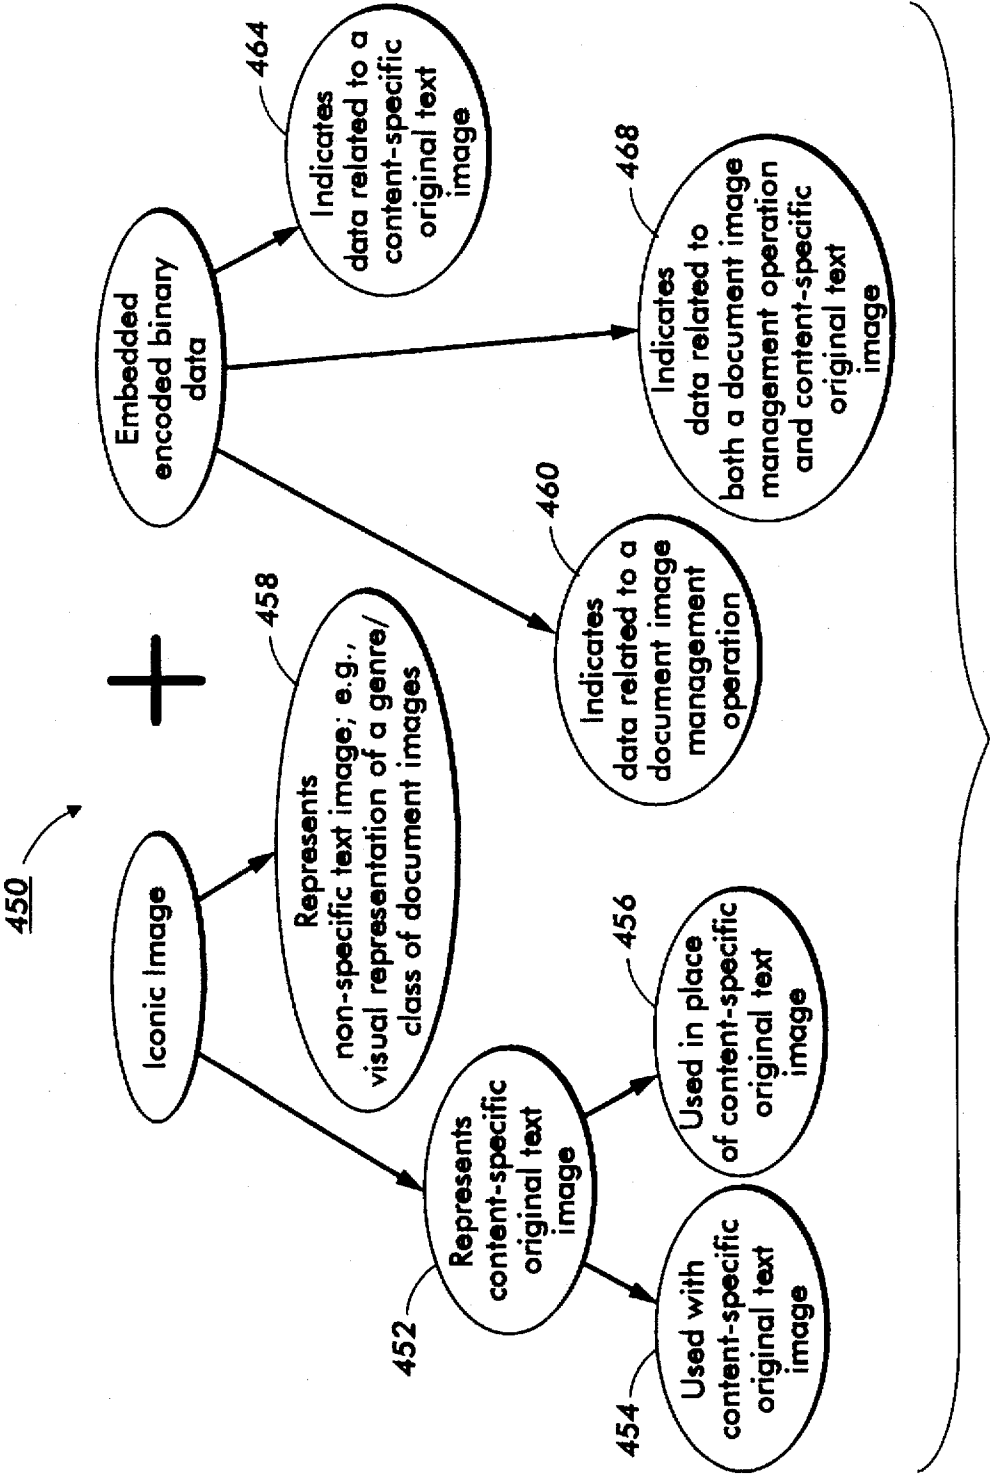 450
Iconic Image
+
Embedded
encoded binary
data
458
Represents
non-specific text image; e.g.,
visual representation of a genre/
class of document images
464
Indicates
data related to a
content-specific
original text
image
452
Represents
content-specific
original text
image
460
Indicates
data related to a
document image
management
operation
468
Indicates
data related to
both a document image
management operation
and content-specific
original text
image
454
Used with
content-specific
original text
image
456
Used in place
of content-specific
original text
image